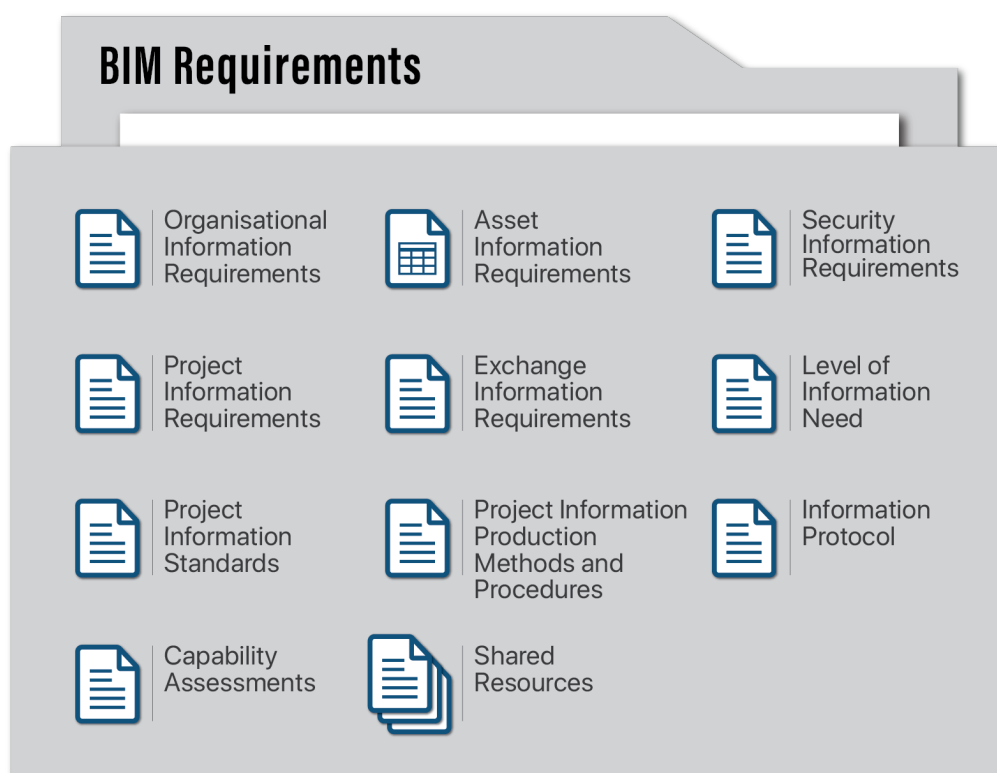 BIM Requirements
Organisational
Information
Requirements
Asset
Information
Requirements
Security
Information
Requirements
Project
Information
Requirements
Exchange
Information
Requirements
Level of
Information
Need
Project
Information
Standards
Project Information
Production
Methods and
Procedures
Information
Protocol
Capability
Assessments
Shared
Resources